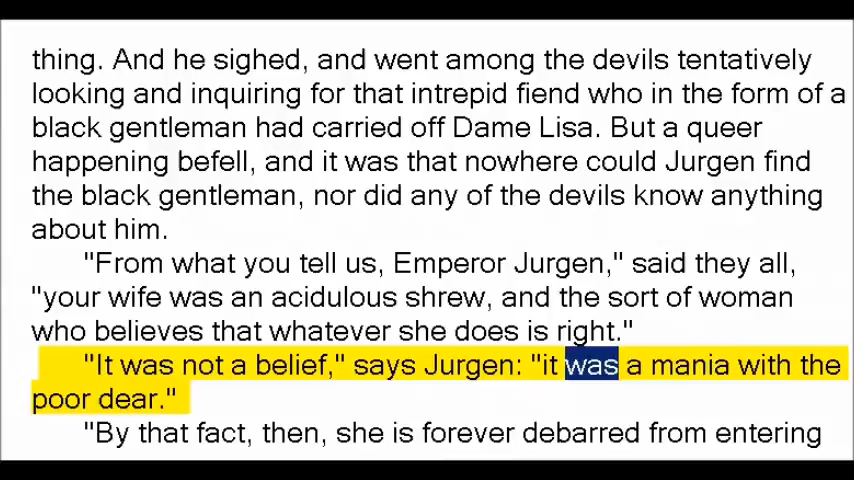 thing. And he sighed, and went among the devils tentatively
looking and inquiring for that intrepid fiend who in the form of a
black gentleman had carried off Dame Lisa. But a queer
happening befell, and it was that nowhere could Jurgen find
the black gentleman, nor did any of the devils know anything
about him.
"From what you tell us, Emperor Jurgen," said they all,
"your wife was an acidulous shrew, and the sort of woman
who believes that whatever she does is right."
"It was not a belief," says Jurgen: "it was a mania with the
poor dear."
"By that fact, then, she is forever debarred from entering